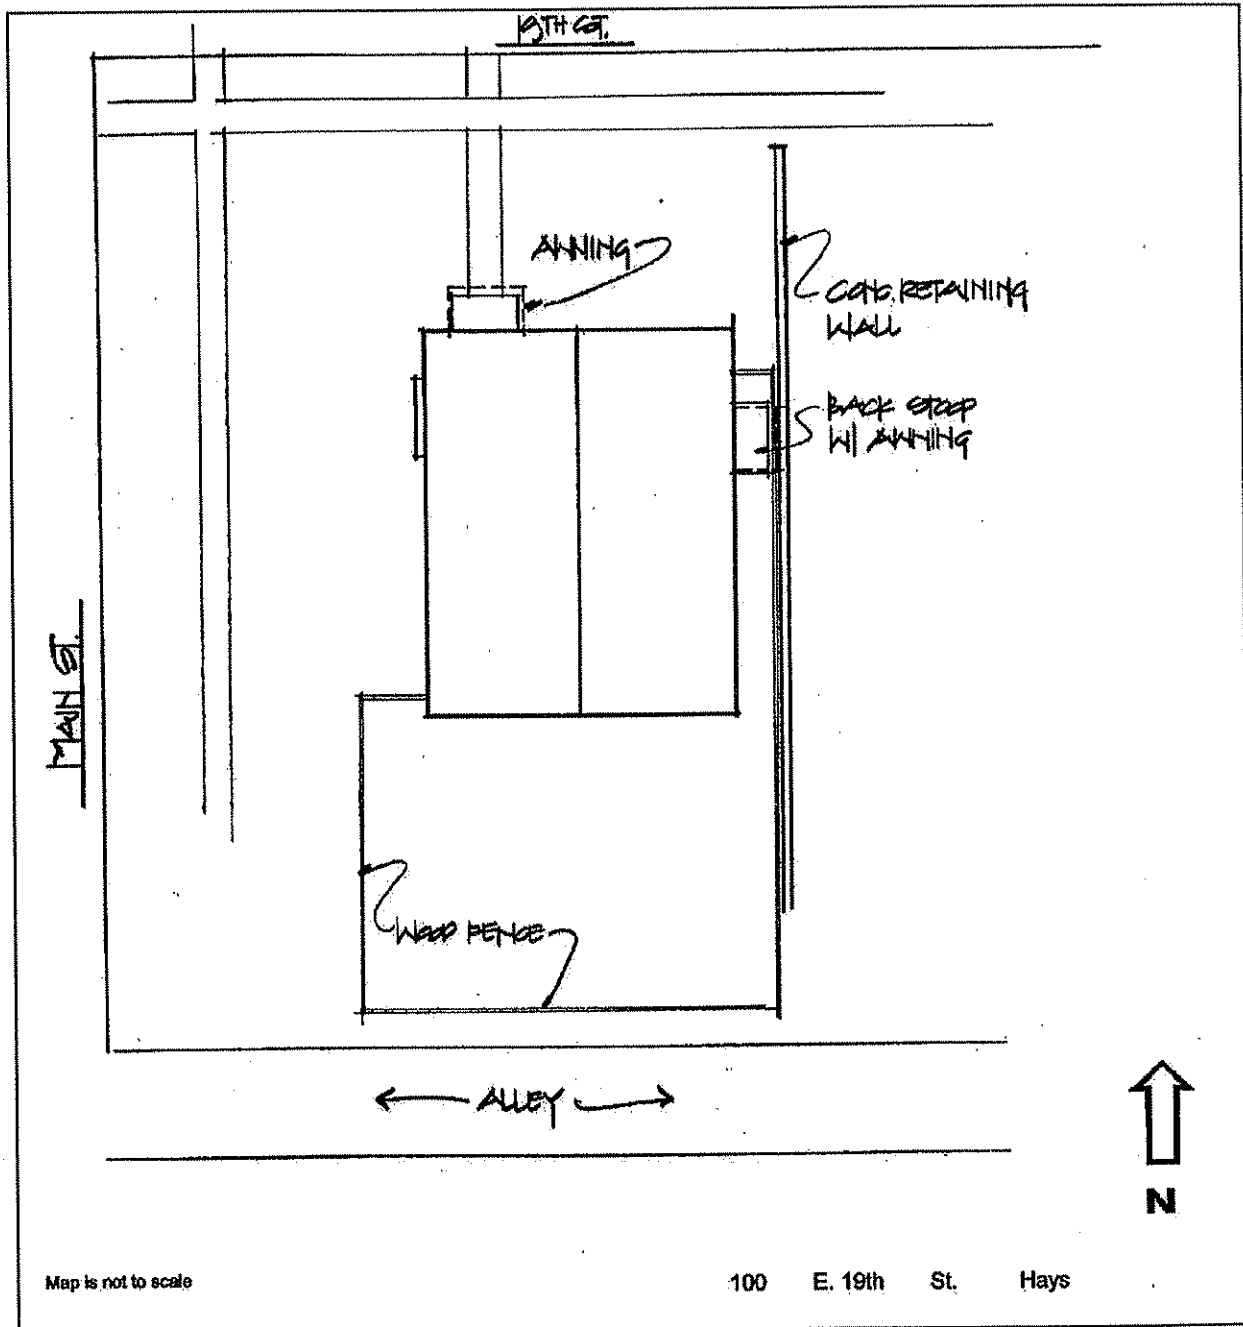 19TH ST.
AWNING
CONC. RETAINING
WALL
BACK STOOP
W/ AWNING
MAIN ST.
WOOD FENCE
ALLEY
N
Map is not to scale
100 E. 19th St. Hays